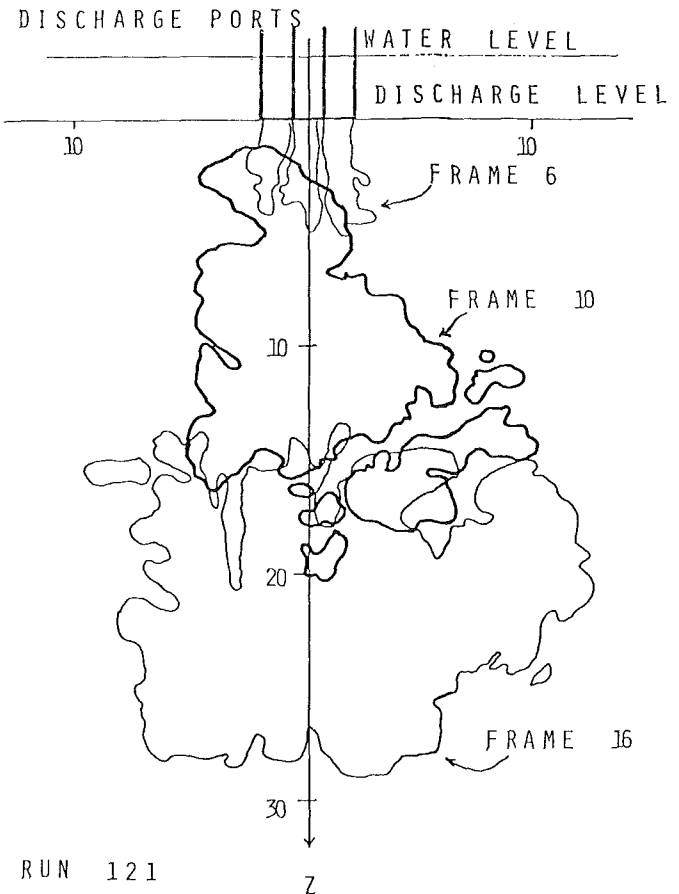 DISCHARGE PORTS
WATER LEVEL
DISCHARGE LEVEL
10 10
FRAME 6
FRAME 10
10
20
FRAME 16
30
RUN 121
Z